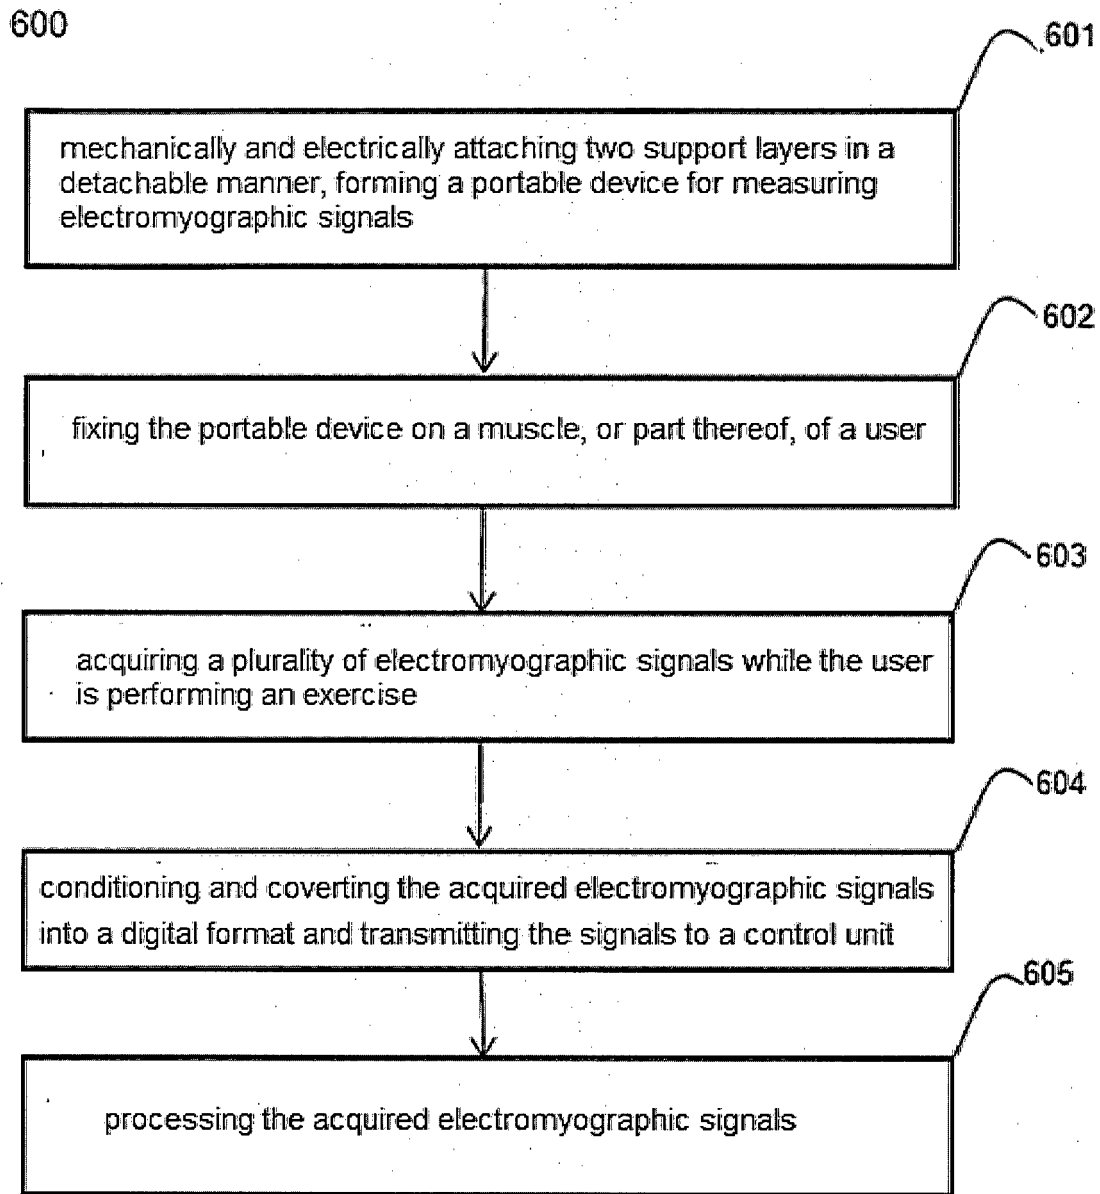 600
601
mechanically and electrically attaching two support layers in a
detachable manner, forming a portable device for measuring
electromyographic signals
602
fixing the portable device on a muscle, or part thereof, of a user
603
acquiring a plurality of electromyographic signals while the user
is performing an exercise
604
conditioning and coverting the acquired electromyographic signals
into a digital format and transmitting the signals to a control unit
605
processing the acquired electromyographic signals